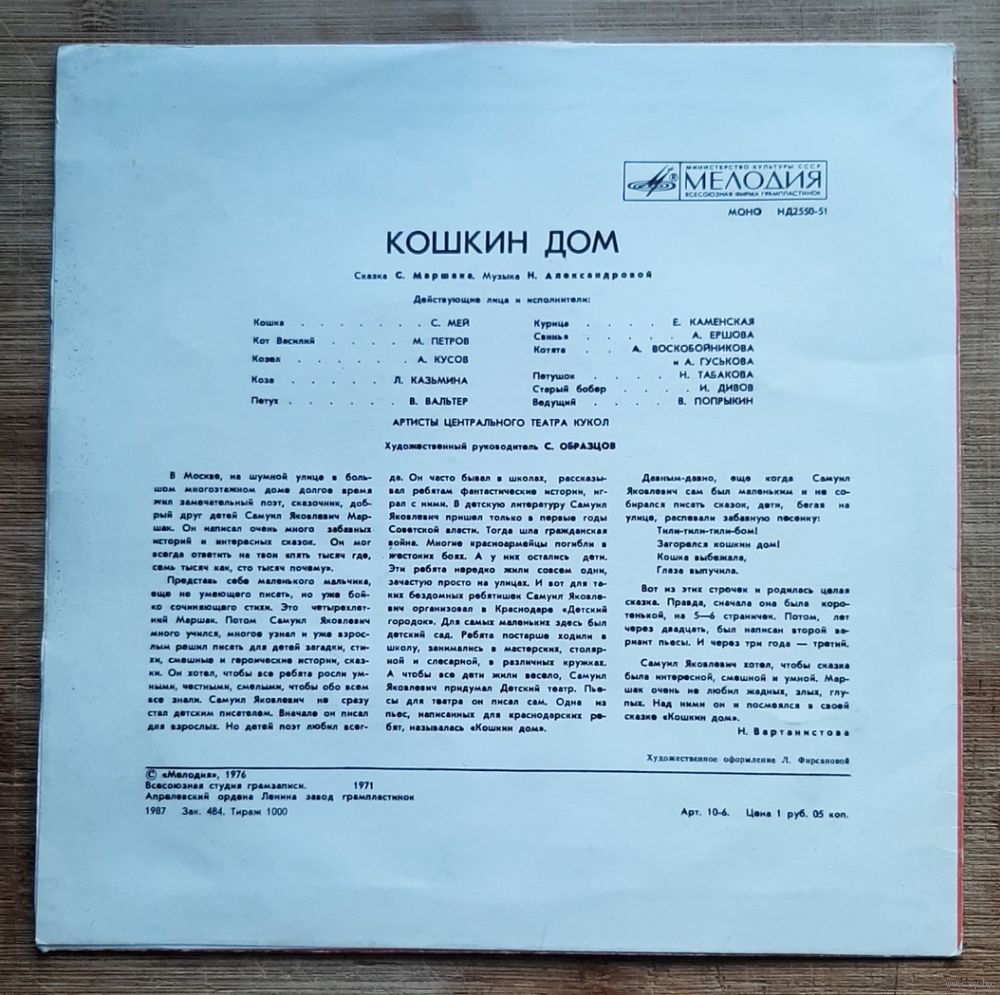 МИНИСТЕРСТВО КУЛЬТУРЫ СССР
МЕЛОДИЯ
ВСЕСОЮЗНАЯ ФИРМА ГРАМПЛАСТИНОК
МОНО НД2550-51
КОШКИН ДОМ
Сказка С. Маршака. Музыка Н. Александровой
Действующие лица и исполнители:
Кошка . . . . . . . С. МЕЙ
Кот Василий . . . . М. ПЕТРОВ
Козел . . . . . . А. КУСОВ
Коза . . . . . Л. КАЗЬМИНА
Петух . . . . . . В. ВАЛЬТЕР
Курица . . . . Е. КАМЕНСКАЯ
Свинья . . . . . А. ЕРШОВА
Котята . . . А. ВОСКОБОЙНИКОВА
и А. ГУСЬКОВА
Петушок . . . . . Н. ТАБАКОВА
Старый бобер . . . . И. ДИВОВ
Ведущий . . . . . В. ПОПРЫКИН
АРТИСТЫ ЦЕНТРАЛЬНОГО ТЕАТРА КУКОЛ
Художественный руководитель С. ОБРАЗЦОВ
В Москве, на шумной улице в боль-
шом многоэтажном доме долгое время
жил замечательный поэт, сказочник, доб-
рый друг детей Самуил Яковлевич Мар-
шак. Он написал очень много забавных
историй и интересных сказок. Он мог
всегда ответить на твои «пять тысяч где,
семь тысяч как, сто тысяч почему».
Представь себе маленького мальчика,
еще не умеющего писать, но уже бой-
ко сочиняющего стихи. Это четырехлет-
ний Маршак. Потом Самуил Яковлевич
много учился, многое узнал и уже взрос-
лым решил писать для детей загадки, сти-
хи, смешные и героические истории, сказ-
ки. Он хотел, чтобы все ребята росли ум-
ными, честными, смелыми, чтобы обо всем
все знали. Самуил Яковлевич не сразу
стал детским писателем. Вначале он писал
для взрослых. Но детей поэт любил всег-
да. Он часто бывал в школах, рассказы-
вал ребятам фантастические истории, иг-
рал с ними. В детскую литературу Самуил
Яковлевич пришел только в первые годы
Советской власти. Тогда шла гражданская
война. Многие красноармейцы погибли в
жестоких боях. А у них остались дети.
Эти ребята нередко жили совсем одни,
зачастую просто на улицах. И вот для та-
ких бездомных ребятишек Самуил Яковле-
вич организовал в Краснодаре «Детский
городок». Для самых маленьких здесь был
детский сад. Ребята постарше ходили в
школу, занимались в мастерских, столяр-
ной и слесарной, в различных кружках.
А чтобы все дети жили весело, Самуил
Яковлевич придумал Детский театр. Пье-
сы для театра он писал сам. Одна из
пьес, написанных для краснодарских ре-
бят, называлась «Кошкин дом».
Давным-давно, еще когда Самуил
Яковлевич сам был маленьким и не со-
бирался писать сказок, дети, бегая на
улице, распевали забавную песенку:
Тили-тили-тили-бом!
Загорелся кошкин дом!
Кошка выбежала,
Глаза выпучила.
Вот из этих строчек и родилась целая
сказка. Правда, сначала она была коро-
тенькой, на 5—6 страничек. Потом, лет
через двадцать, был написан второй ва-
риант пьесы. И через три года — третий.
Самуил Яковлевич хотел, чтобы сказка
была интересной, смешной и умной. Мар-
шак очень не любил жадных, злых, глу-
пых. Над ними он и посмеялся в своей
сказке «Кошкин дом».
Н. Вартанистова
Художественное оформление Л. Фирсановой
© «Мелодия», 1976
Всесоюзная студия грамзаписи. 1971
Апрелевский ордена Ленина завод грампластинок
1987 Зак. 484. Тираж 1000
Арт. 10-6. Цена 1 руб. 05 коп.